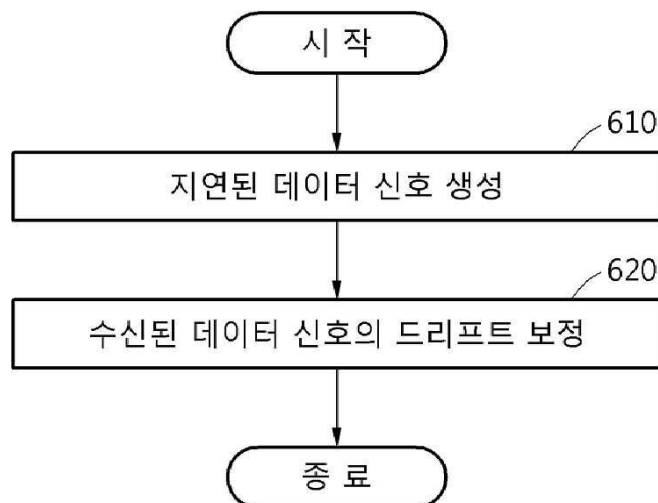 시 작
610
지연된 데이터 신호 생성
620
수신된 데이터 신호의 드리프트 보정
종 료